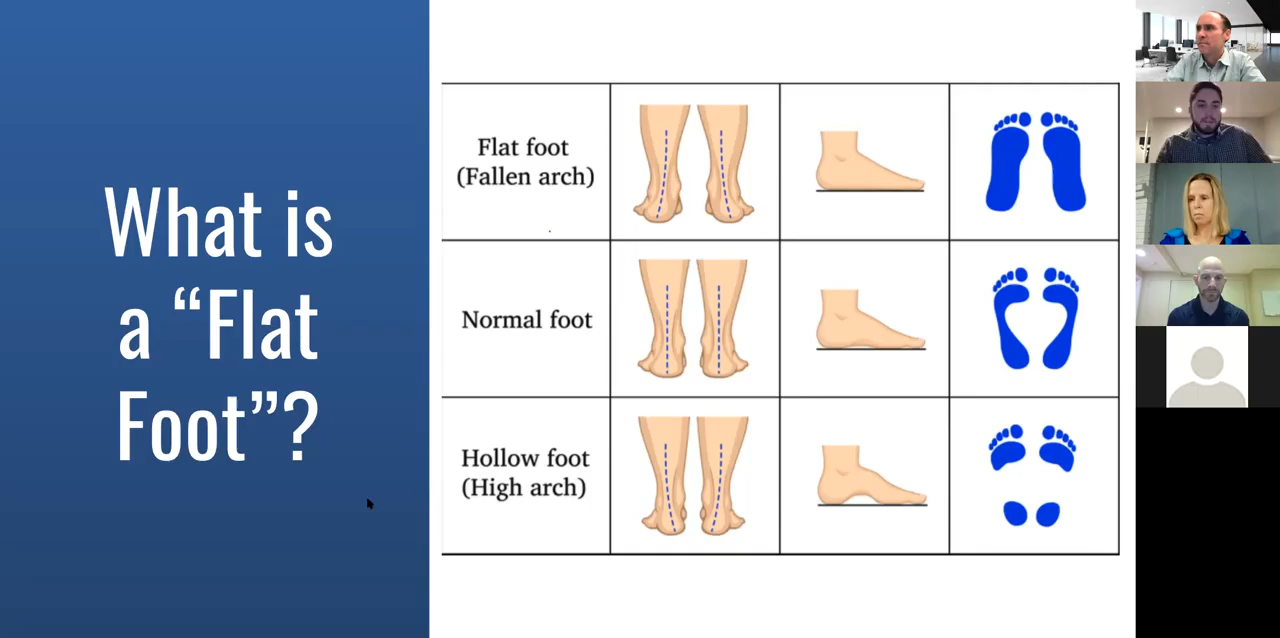 What is
a “Flat
Foot”?
Flat foot
(Fallen arch)
Normal foot
Hollow foot
(High arch)